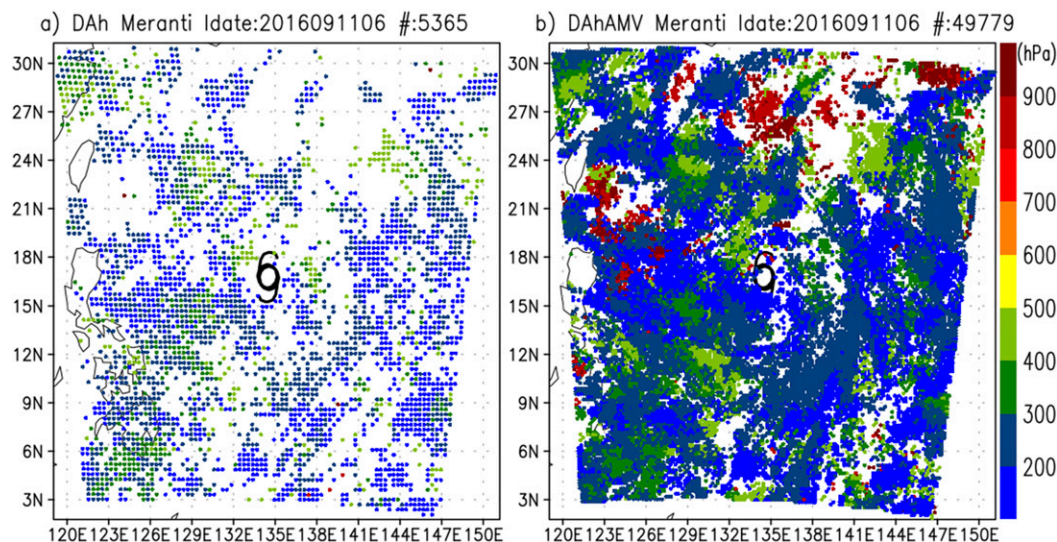 a) DAh Meranti Idate:2016091106 #:5365
30N
27N
24N
21N
18N
15N
12N
9N
6N
3N
120E 123E 126E 129E 132E 135E 138E 141E 144E 147E 150E
b) DAhAMV Meranti Idate:2016091106 #:49779
30N
27N
24N
21N
18N
15N
12N
9N
6N
3N
120E 123E 126E 129E 132E 135E 138E 141E 144E 147E 150E
(hPa)
900
800
700
600
500
400
300
200